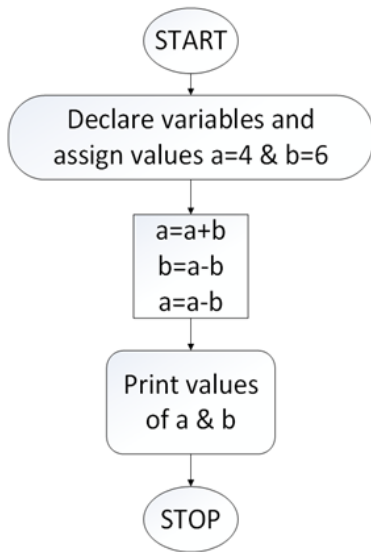 START
Declare variables and
assign values a=4 & b=6
a=a+b
b=a-b
a=a-b
Print values
of a & b
STOP